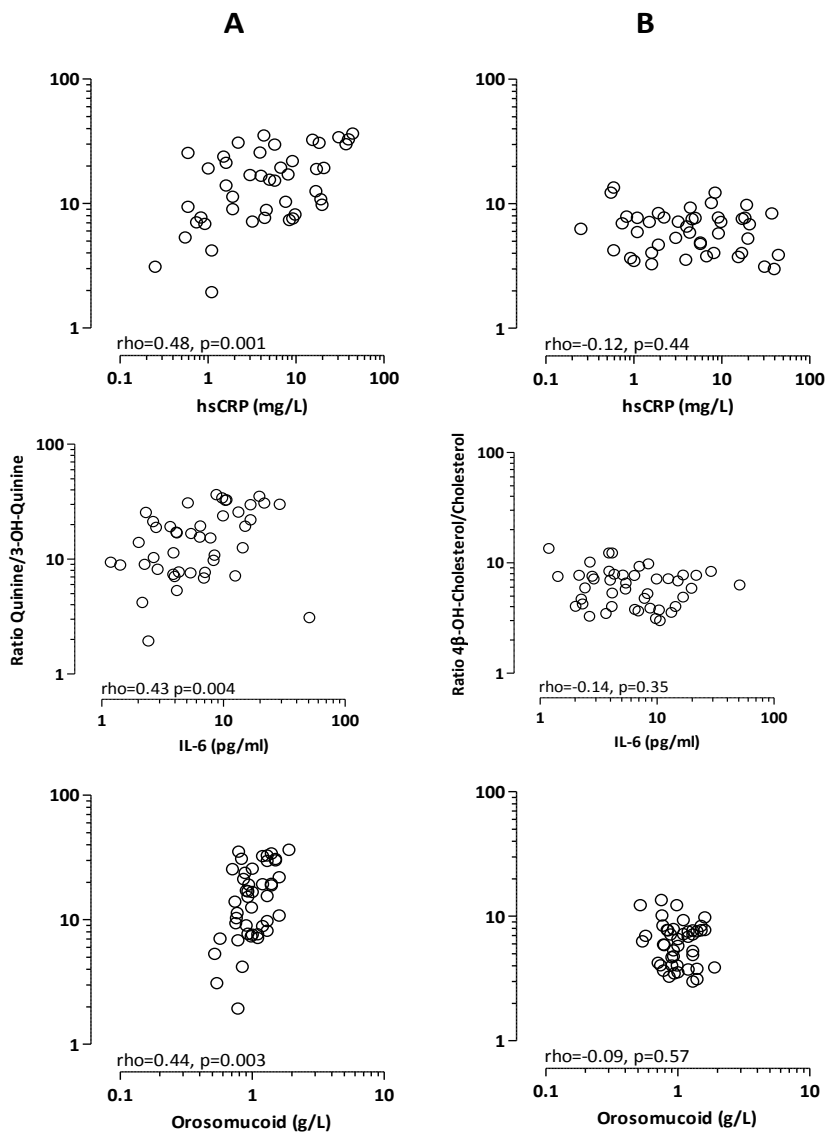 A
B
100
10
1
rho=0.48, p=0.001
0.1 1 10 100
hsCRP (mg/L)
100
10
1
rho=-0.12, p=0.44
0.1 1 10 100
hsCRP (mg/L)
Ratio Quinine/3-OH-Quinine
100
10
1
rho=0.43 p=0.004
1 10 100
IL-6 (pg/ml)
Ratio 4β-OH-Cholesterol/Cholesterol
100
10
1
rho=-0.14, p=0.35
1 10 100
IL-6 (pg/ml)
100
10
1
rho=0.44, p=0.003
0.1 1 10
Orosomucoid (g/L)
100
10
1
rho=-0.09, p=0.57
0.1 1 10
Orosomucoid (g/L)